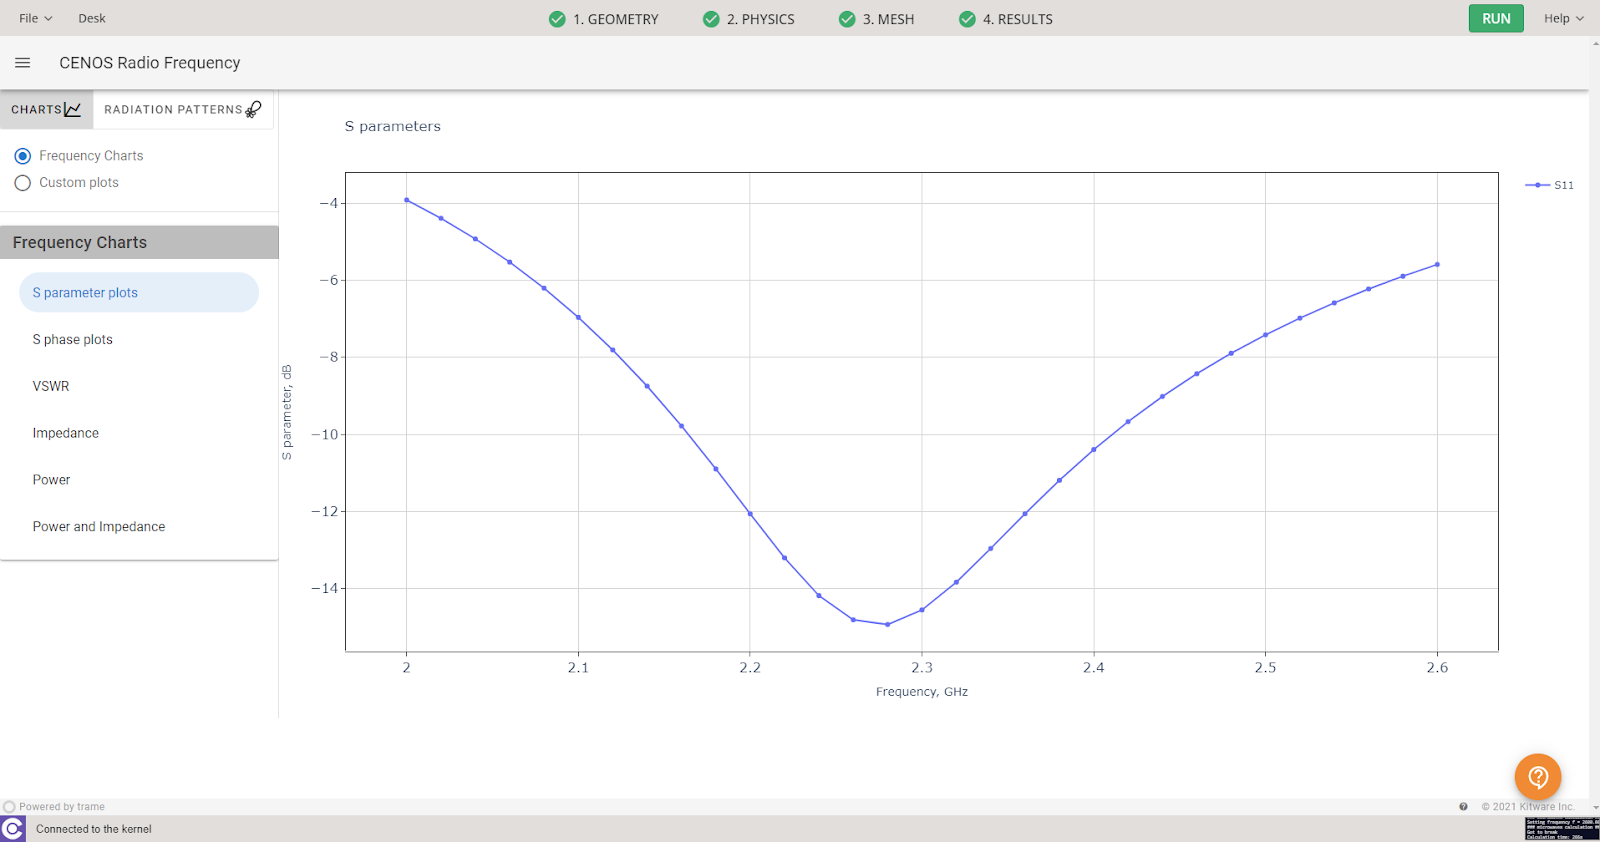 File Desk 1. GEOMETRY 2. PHYSICS 3. MESH 4. RESULTS RUN Help
CENOS Radio Frequency
CHARTS RADIATION PATTERNS
Frequency Charts
Custom plots
Frequency Charts
S parameter plots
S phase plots
VSWR
Impedance
Power
Power and Impedance
S parameters
S11
−4
−6
−8
−10
−12
−14
S parameter, dB
2 2.1 2.2 2.3 2.4 2.5 2.6
Frequency, GHz
Powered by trame
© 2021 Kitware Inc.
Connected to the kernel
Got to break